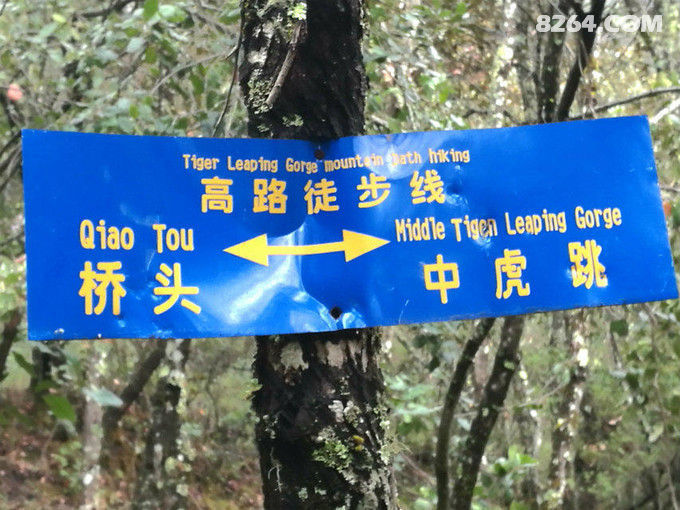 8264.COM
Tiger Leaping Gorge mountain path hiking
高路徒步线
Qiao Tou
Middle Tigen Leaping Gorge
桥头
中虎跳